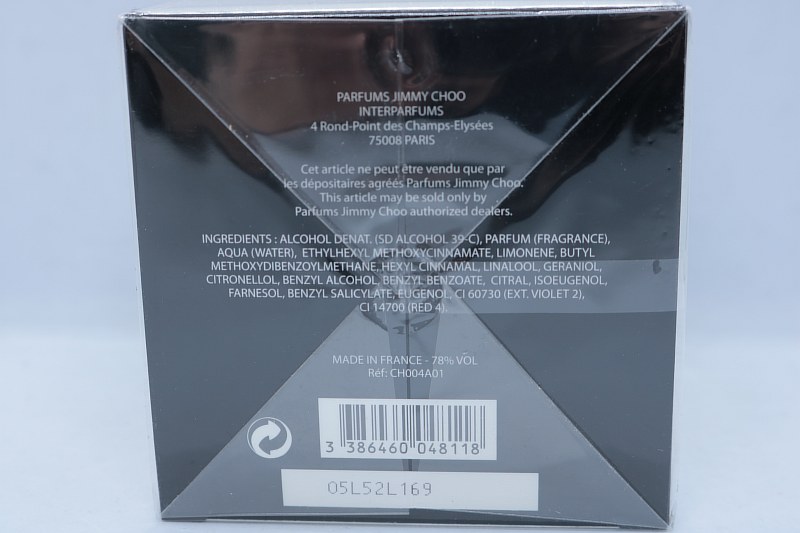 PARFUMS JIMMY CHOO
INTERPARFUMS
4 Rond-Point des Champs-Elysées
75008 PARIS
Cet article ne peut être vendu que par
les dépositaires agréés Parfums Jimmy Choo.
This article may be sold only by
Parfums Jimmy Choo authorized dealers.
INGREDIENTS : ALCOHOL DENAT. (SD ALCOHOL 39-C), PARFUM (FRAGRANCE),
AQUA (WATER), ETHYLHEXYL METHOXYCINNAMATE, LIMONENE, BUTYL
METHOXYDIBENZOYLMETHANE, HEXYL CINNAMAL, LINALOOL, GERANIOL,
CITRONELLOL, BENZYL ALCOHOL, BENZYL BENZOATE, CITRAL, ISOEUGENOL,
FARNESOL, BENZYL SALICYLATE, EUGENOL, CI 60730 (EXT. VIOLET 2),
CI 14700 (RED 4).
MADE IN FRANCE - 78% VOL
Réf: CH004A01
3 386460 048118
05L52L169